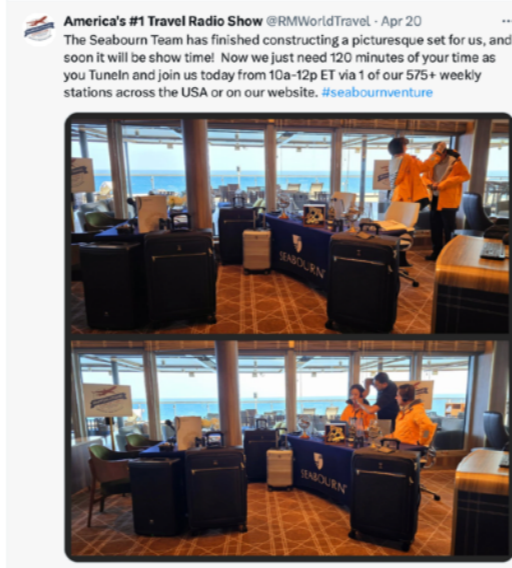 America's #1 Travel Radio Show @RMWorldTravel · Apr 20
The Seabourn Team has finished constructing a picturesque set for us, and
soon it will be show time! Now we just need 120 minutes of your time as
you TuneIn and join us today from 10a-12p ET via 1 of our 575+ weekly
stations across the USA or on our website. #seabournventure
SEABOURN
SEABOURN